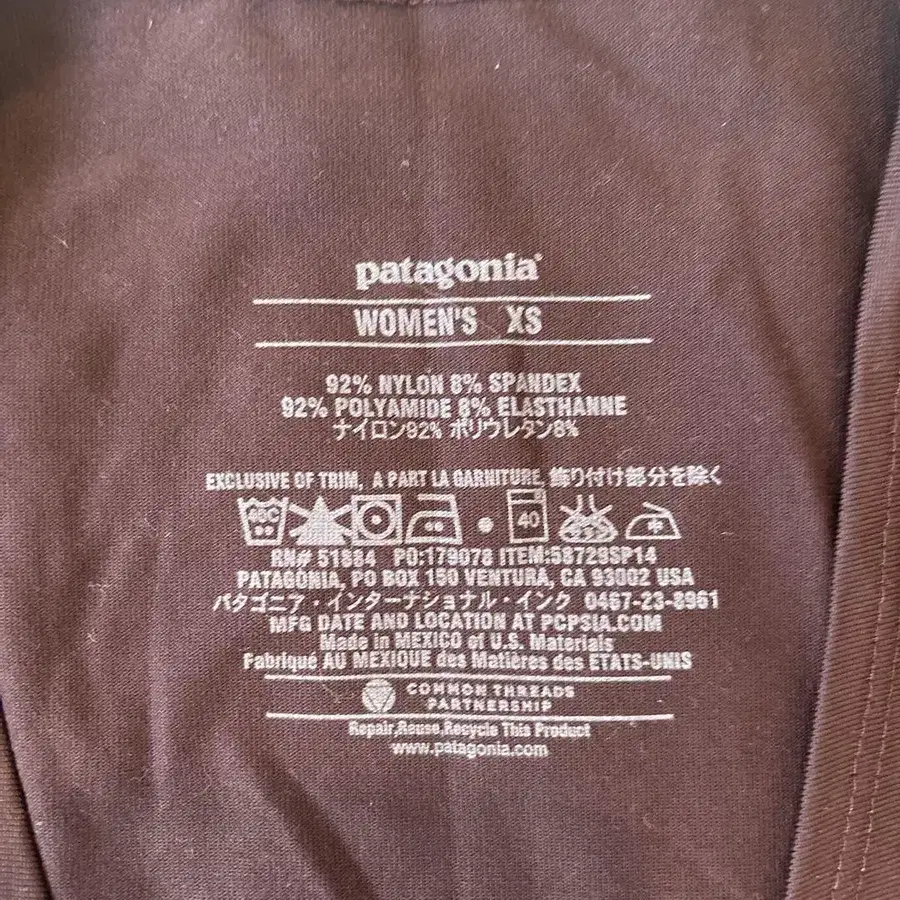 patagonia®
WOMEN'S XS
92% NYLON 8% SPANDEX
92% POLYAMIDE 8% ELASTHANNE
ナイロン92% ポリウレタン8%
EXCLUSIVE OF TRIM, A PART LA GARNITURE, 飾り付け部分を除く
40C 40
RN# 51884 PO:179078 ITEM:58729SP14
PATAGONIA, PO BOX 150 VENTURA, CA 93002 USA
パタゴニア・インターナショナル・インク 0467-23-8961
MFG DATE AND LOCATION AT PCPSIA.COM
Made in MEXICO of U.S. Materials
Fabriqué AU MEXIQUE des Matières des ETATS-UNIS
COMMON THREADS
PARTNERSHIP
Repair,Reuse,Recycle This Product
www.patagonia.com